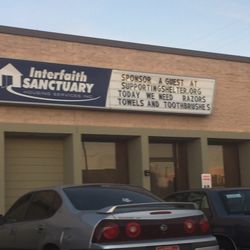 Interfaith
SANCTUARY
HOUSING SERVICES INC.
SPONSOR A GUEST AT
SUPPORTINGSHELTER.ORG
TODAY WE NEED RAZORS
TOWELS AND TOOTHBRUSHES